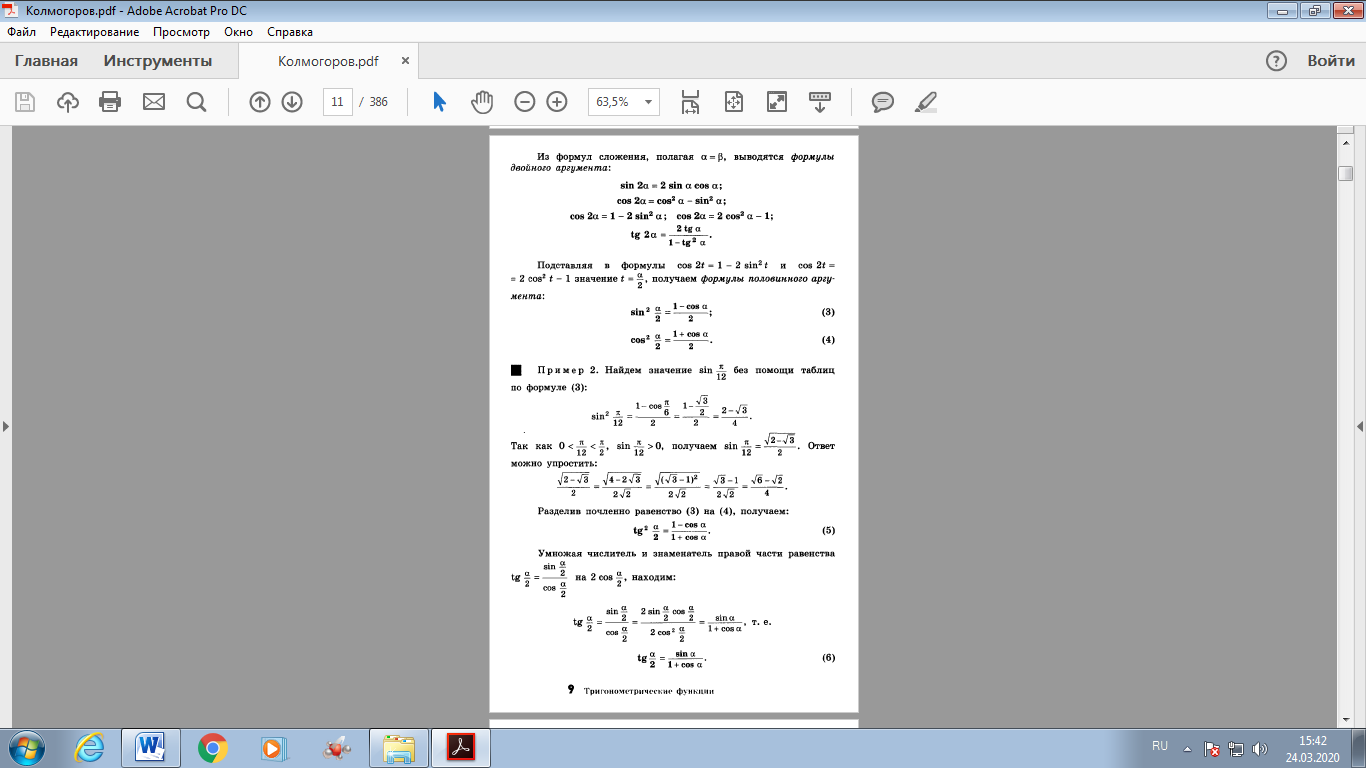 Колмогоров.pdf - Adobe Acrobat Pro DC
Файл Редактирование Просмотр Окно Справка
Главная Инструменты Колмогоров.pdf × ? Войти
11 / 386 63,5%
Из формул сложения, полагая α = β, выводятся формулы
двойного аргумента:
sin 2α = 2 sin α cos α;
cos 2α = cos² α − sin² α;
cos 2α = 1 − 2 sin² α; cos 2α = 2 cos² α − 1;
tg 2α = 2 tg α / 1 − tg² α.
Подставляя в формулы cos 2t = 1 − 2 sin² t и cos 2t =
= 2 cos² t − 1 значение t = α/2, получаем формулы половинного аргу-
мента:
sin² α/2 = 1 − cos α / 2; (3)
cos² α/2 = 1 + cos α / 2. (4)
Пример 2. Найдем значение sin π/12 без помощи таблиц
по формуле (3):
sin² π/12 = (1 − cos π/6)/2 = (1 − √3/2)/2 = (2 − √3)/4.
Так как 0 < π/12 < π/2, sin π/12 > 0, получаем sin π/12 = √(2 − √3)/2. Ответ
можно упростить:
√(2 − √3)/2 = √(4 − 2√3)/2√2 = √((√3 − 1)²)/2√2 = (√3 − 1)/2√2 = (√6 − √2)/4.
Разделив почленно равенство (3) на (4), получаем:
tg² α/2 = 1 − cos α / 1 + cos α. (5)
Умножая числитель и знаменатель правой части равенства
tg α/2 = sin α/2 / cos α/2 на 2 cos α/2, находим:
tg α/2 = sin α/2 / cos α/2 = 2 sin α/2 cos α/2 / 2 cos² α/2 = sin α / 1 + cos α, т. е.
tg α/2 = sin α / 1 + cos α. (6)
9 Тригонометрические функции
RU 15:42
24.03.2020